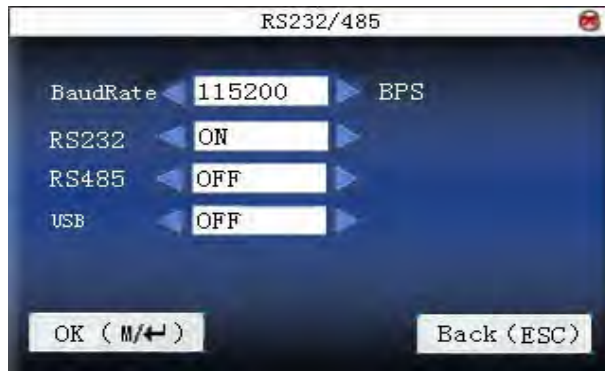 RS232/485
BaudRate 115200 BPS
RS232 ON
RS485 OFF
USB OFF
OK (M/↵) Back(ESC)